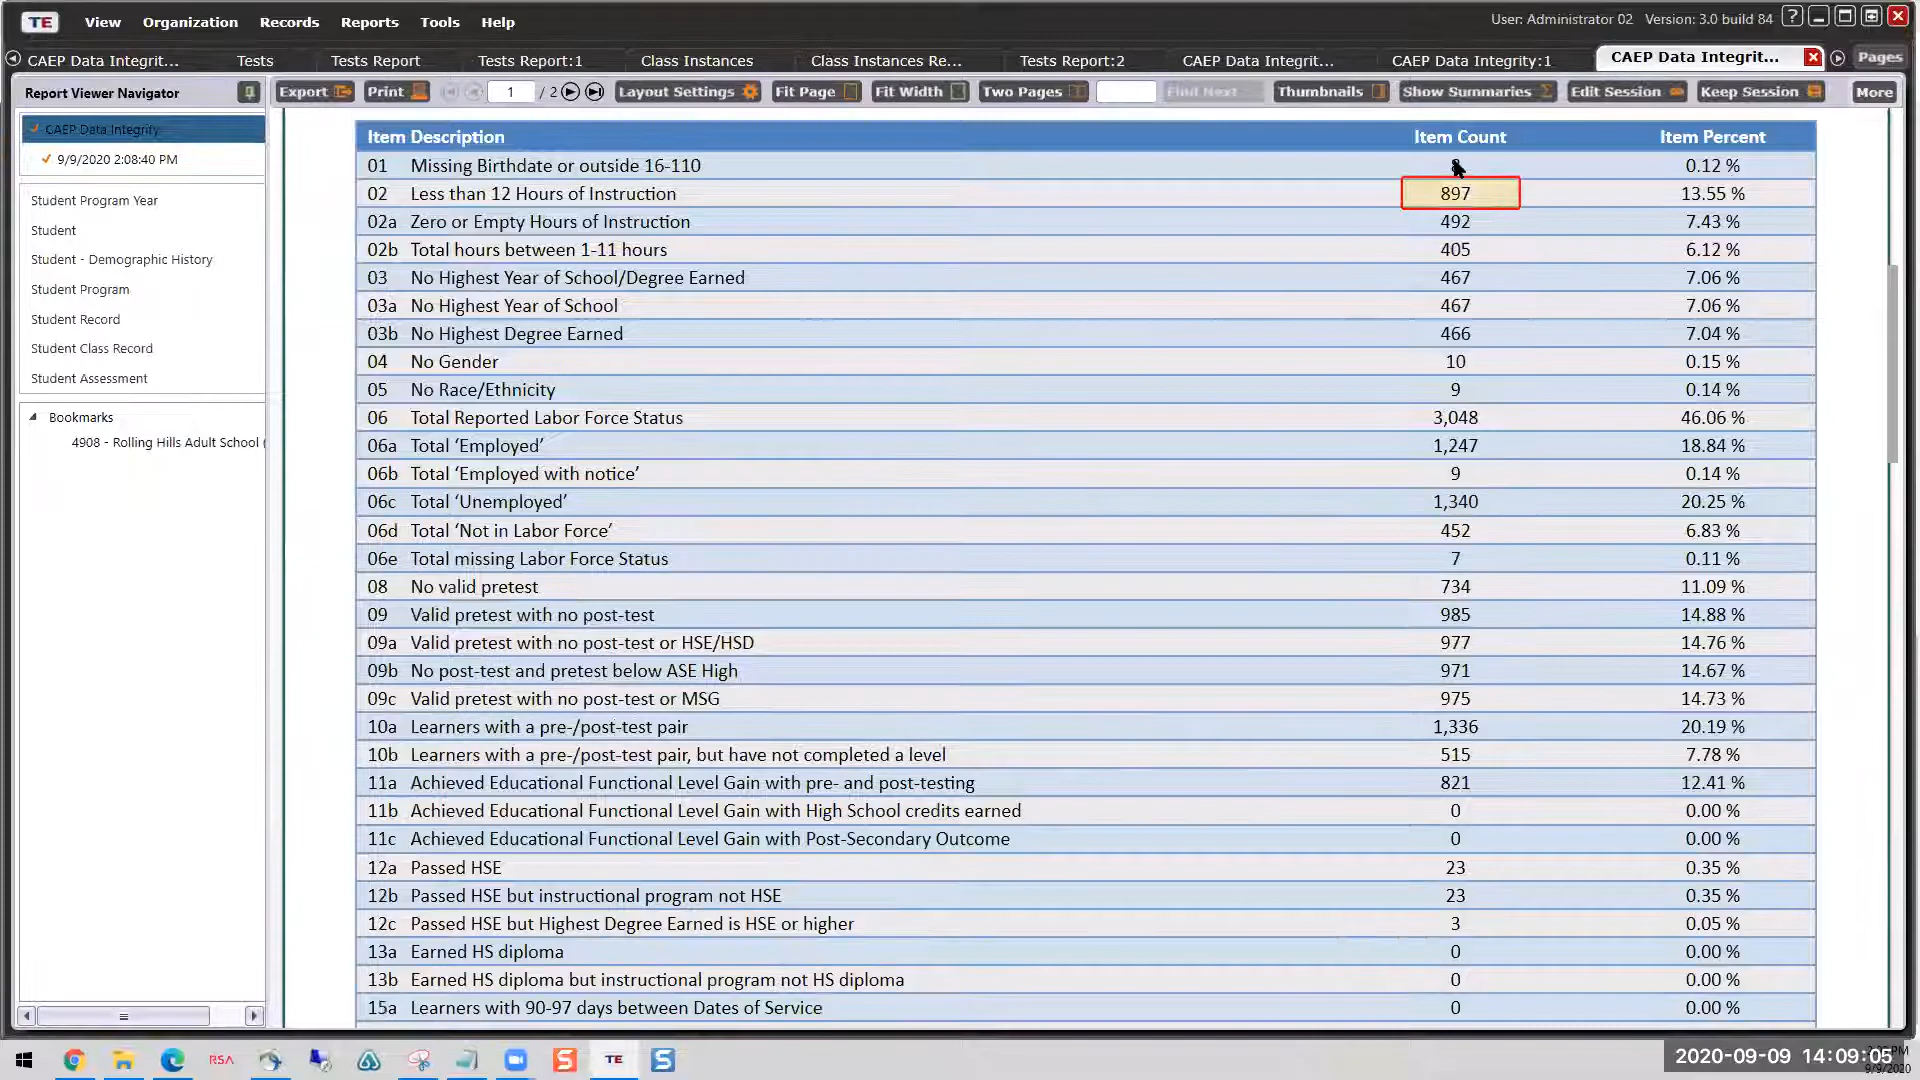 TE View Organization Records Reports Tools Help User: Administrator 02 Version: 3.0 build 84
CAEP Data Integrit... Tests Tests Report Tests Report:1 Class Instances Class Instances Re... Tests Report:2 CAEP Data Integrit... CAEP Data Integrity:1 CAEP Data Integrit... Pages
Report Viewer Navigator
Export Print 1 / 2 Layout Settings Fit Page Fit Width Two Pages Find Next Thumbnails Show Summaries Edit Session Keep Session More
CAEP Data Integrity
9/9/2020 2:08:40 PM
Student Program Year
Student
Student - Demographic History
Student Program
Student Record
Student Class Record
Student Assessment
Bookmarks
4908 - Rolling Hills Adult School (
Item Description Item Count Item Percent
01 Missing Birthdate or outside 16-110 0.12 %
02 Less than 12 Hours of Instruction 897 13.55 %
02a Zero or Empty Hours of Instruction 492 7.43 %
02b Total hours between 1-11 hours 405 6.12 %
03 No Highest Year of School/Degree Earned 467 7.06 %
03a No Highest Year of School 467 7.06 %
03b No Highest Degree Earned 466 7.04 %
04 No Gender 10 0.15 %
05 No Race/Ethnicity 9 0.14 %
06 Total Reported Labor Force Status 3,048 46.06 %
06a Total ‘Employed’ 1,247 18.84 %
06b Total ‘Employed with notice’ 9 0.14 %
06c Total ‘Unemployed’ 1,340 20.25 %
06d Total ‘Not in Labor Force’ 452 6.83 %
06e Total missing Labor Force Status 7 0.11 %
08 No valid pretest 734 11.09 %
09 Valid pretest with no post-test 985 14.88 %
09a Valid pretest with no post-test or HSE/HSD 977 14.76 %
09b No post-test and pretest below ASE High 971 14.67 %
09c Valid pretest with no post-test or MSG 975 14.73 %
10a Learners with a pre-/post-test pair 1,336 20.19 %
10b Learners with a pre-/post-test pair, but have not completed a level 515 7.78 %
11a Achieved Educational Functional Level Gain with pre- and post-testing 821 12.41 %
11b Achieved Educational Functional Level Gain with High School credits earned 0 0.00 %
11c Achieved Educational Functional Level Gain with Post-Secondary Outcome 0 0.00 %
12a Passed HSE 23 0.35 %
12b Passed HSE but instructional program not HSE 23 0.35 %
12c Passed HSE but Highest Degree Earned is HSE or higher 3 0.05 %
13a Earned HS diploma 0 0.00 %
13b Earned HS diploma but instructional program not HS diploma 0 0.00 %
15a Learners with 90-97 days between Dates of Service 0 0.00 %
RSA S TE S
2020-09-09 14:09:05
9/9/2020